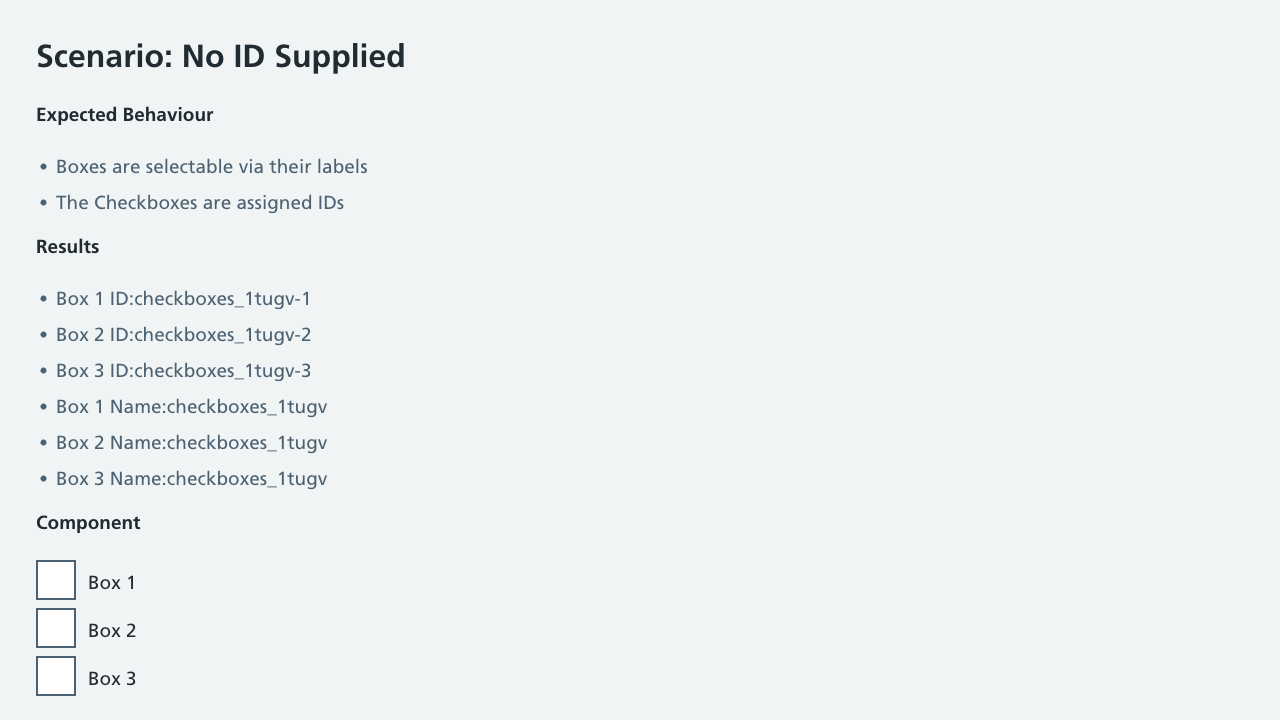 Scenario: No ID Supplied
Expected Behaviour
• Boxes are selectable via their labels
• The Checkboxes are assigned IDs
Results
• Box 1 ID:checkboxes_1tugv-1
• Box 2 ID:checkboxes_1tugv-2
• Box 3 ID:checkboxes_1tugv-3
• Box 1 Name:checkboxes_1tugv
• Box 2 Name:checkboxes_1tugv
• Box 3 Name:checkboxes_1tugv
Component
Box 1
Box 2
Box 3